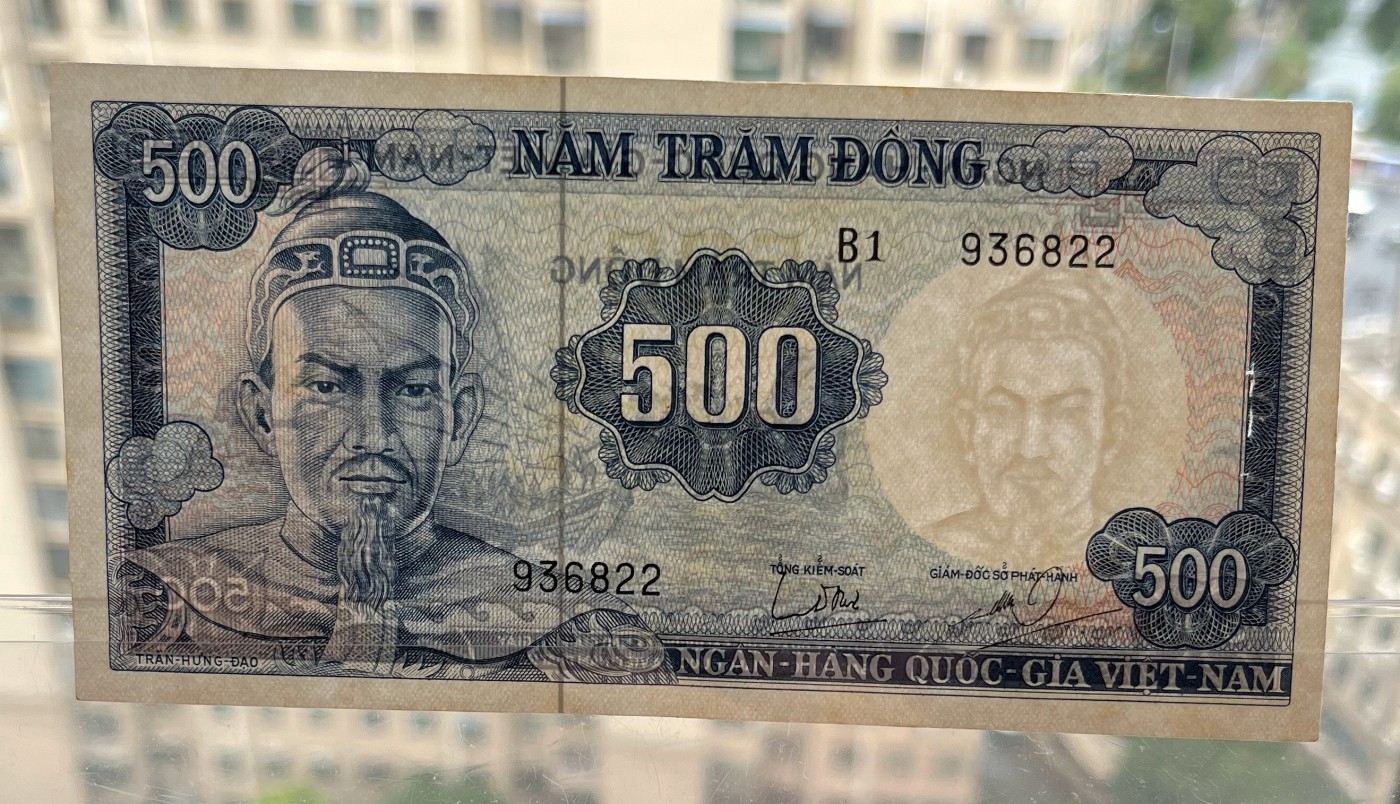 500
NĂM TRĂM ĐỒNG
B1 936822
500
936822
TỔNG KIỂM-SOÁT
GIÁM-ĐỐC SỞ PHÁT-HÀNH
500
TRẦN-HƯNG-ĐẠO
NGÂN-HÀNG QUỐC-GIA VIỆT-NAM